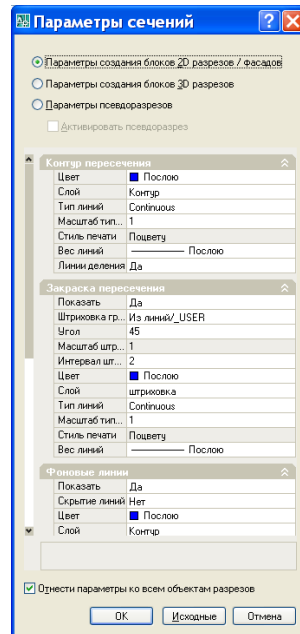 Параметры сечений
Параметры создания блоков 2D разрезов / фасадов
Параметры создания блоков 3D разрезов
Параметры псевдоразрезов
Активировать псевдоразрез
Контур пересечения
Цвет Послою
Слой Контур
Тип линий Continuous
Масштаб тип... 1
Стиль печати Поцвету
Вес линий Послою
Линии деления Да
Закраска пересечения
Показать Да
Штриховка гр... Из линий/_USER
Угол 45
Масштаб штр... 1
Интервал шт... 2
Цвет Послою
Слой штриховка
Тип линий Continuous
Масштаб тип... 1
Стиль печати Поцвету
Вес линий Послою
Фоновые линии
Показать Да
Скрытие линий Нет
Цвет Послою
Слой Контур
Отнести параметры ко всем объектам разрезов
OK Исходные Отмена